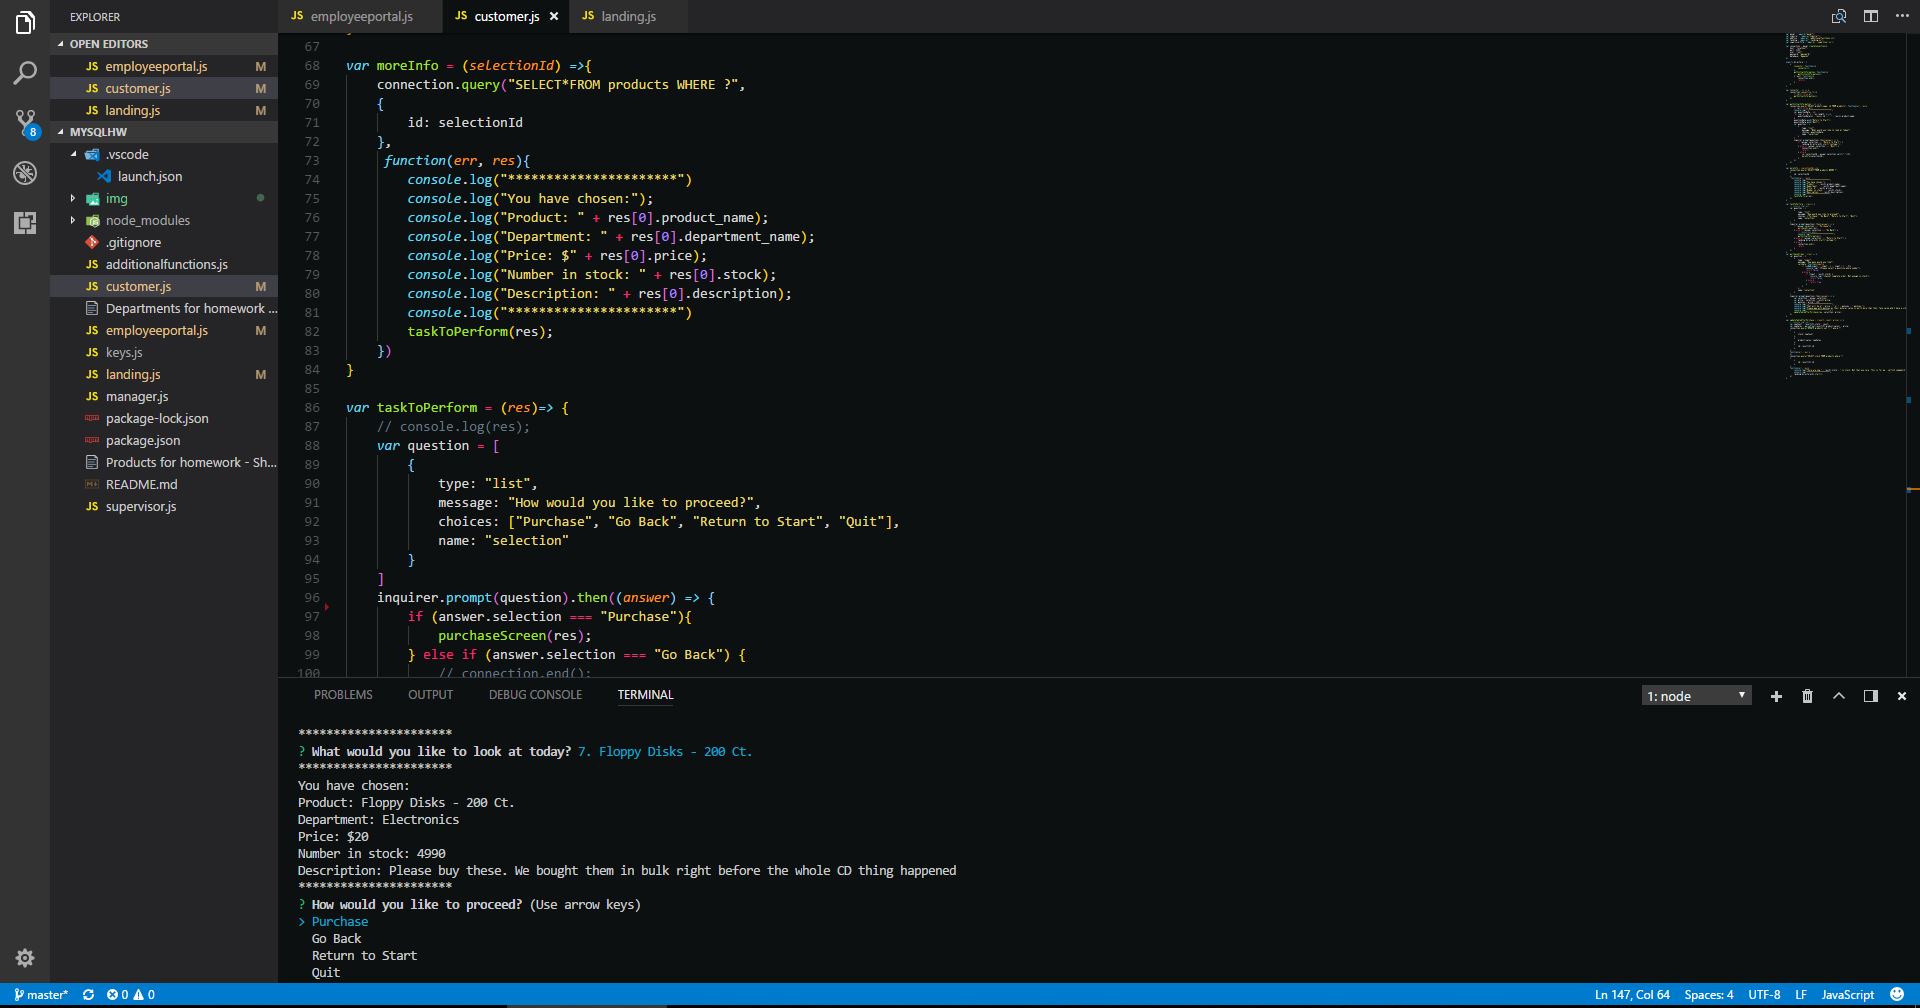 EXPLORER
OPEN EDITORS
JS employeeportal.js M
JS customer.js M
JS landing.js M
8
MYSQLHW
.vscode
launch.json
img
node_modules
.gitignore
JS additionalfunctions.js
JS customer.js M
Departments for homework ...
JS employeeportal.js M
JS keys.js
JS landing.js M
JS manager.js
package-lock.json
package.json
Products for homework - Sh...
README.md
JS supervisor.js
JS employeeportal.js JS customer.js × JS landing.js
67
68 var moreInfo = (selectionId) =>{
69 connection.query("SELECT*FROM products WHERE ?",
70 {
71 id: selectionId
72 },
73 function(err, res){
74 console.log("**********************")
75 console.log("You have chosen:");
76 console.log("Product: " + res[0].product_name);
77 console.log("Department: " + res[0].department_name);
78 console.log("Price: $" + res[0].price);
79 console.log("Number in stock: " + res[0].stock);
80 console.log("Description: " + res[0].description);
81 console.log("**********************")
82 taskToPerform(res);
83 })
84 }
85
86 var taskToPerform = (res)=> {
87 // console.log(res);
88 var question = [
89 {
90 type: "list",
91 message: "How would you like to proceed?",
92 choices: ["Purchase", "Go Back", "Return to Start", "Quit"],
93 name: "selection"
94 }
95 ]
96 inquirer.prompt(question).then((answer) => {
97 if (answer.selection === "Purchase"){
98 purchaseScreen(res);
99 } else if (answer.selection === "Go Back") {
100 // connection.end();
PROBLEMS OUTPUT DEBUG CONSOLE TERMINAL 1: node
**********************
? What would you like to look at today? 7. Floppy Disks - 200 Ct.
**********************
You have chosen:
Product: Floppy Disks - 200 Ct.
Department: Electronics
Price: $20
Number in stock: 4990
Description: Please buy these. We bought them in bulk right before the whole CD thing happened
**********************
? How would you like to proceed? (Use arrow keys)
> Purchase
Go Back
Return to Start
Quit
master* 0 0 Ln 147, Col 64 Spaces: 4 UTF-8 LF JavaScript